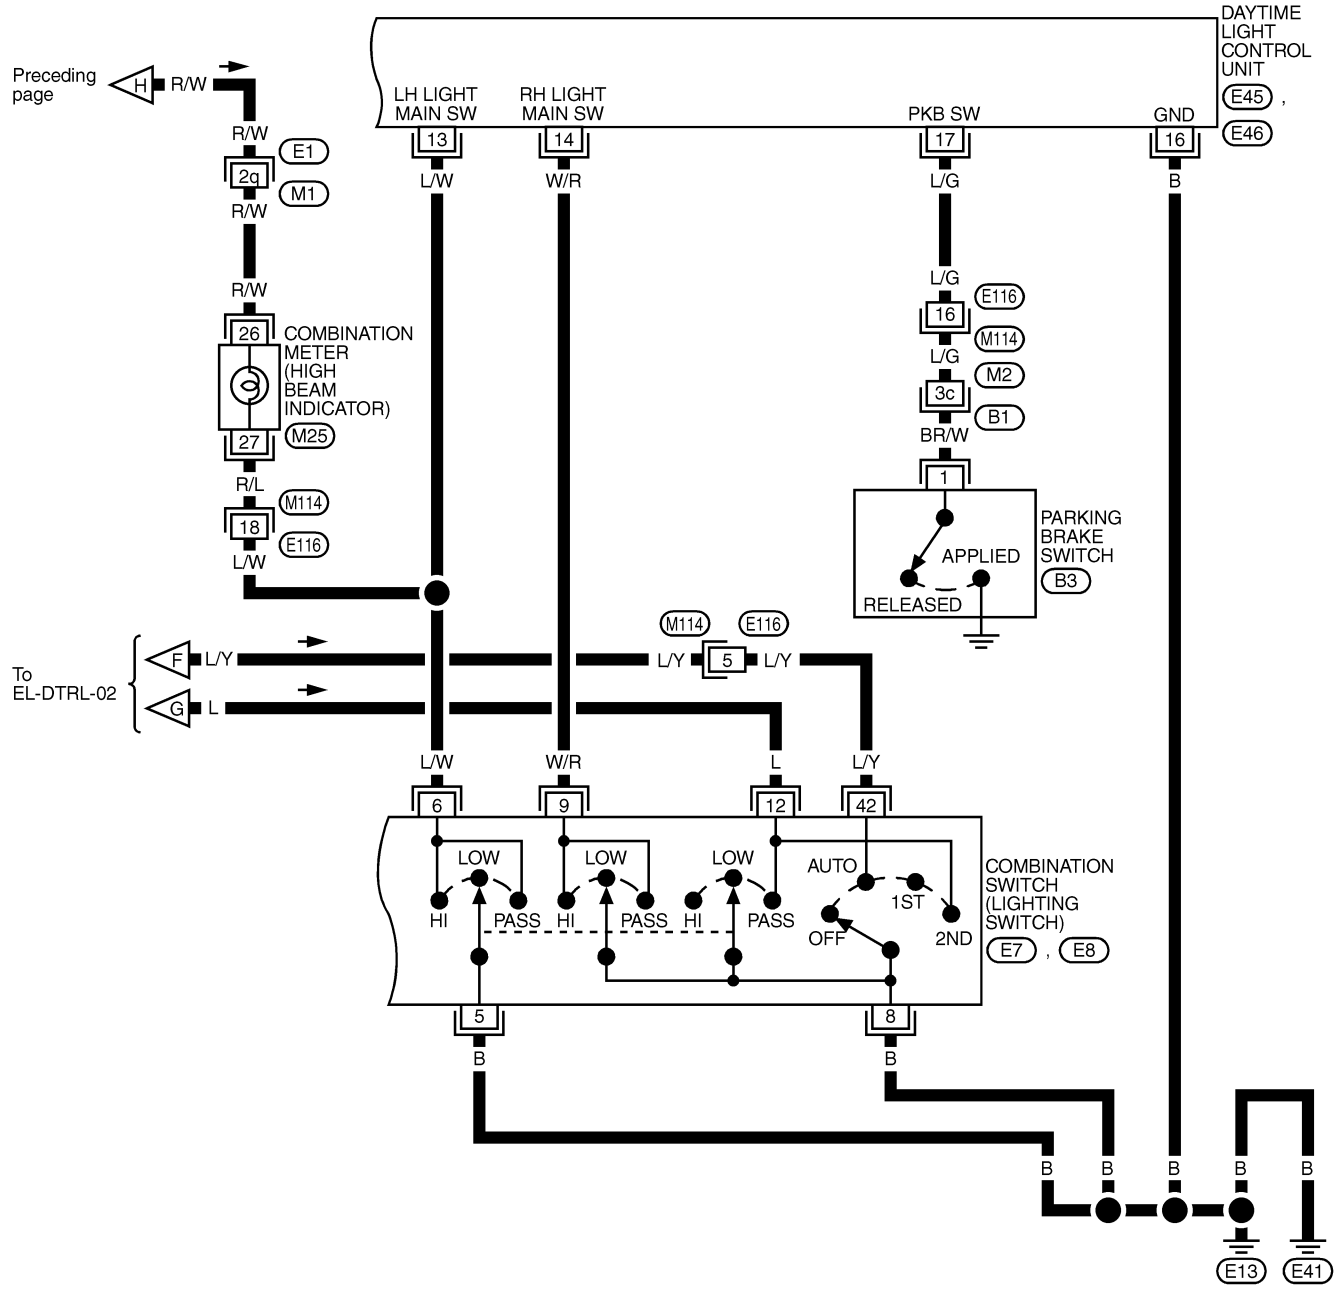 DAYTIME
LIGHT
CONTROL
UNIT
E45 ,
E46
Preceding
page
H
R/W
LH LIGHT
MAIN SW
RH LIGHT
MAIN SW
PKB SW
GND
13
14
17
16
R/W
E1
2q
M1
R/W
L/W
W/R
L/G
B
R/W
26
COMBINATION
METER
(HIGH
BEAM
INDICATOR)
27
M25
R/L
M114
18
E116
L/W
L/G
E116
16
M114
L/G
M2
3c
B1
BR/W
1
PARKING
BRAKE
SWITCH
B3
APPLIED
RELEASED
To
EL-DTRL-02
F
L/Y
G
L
M114
E116
L/Y
5
L/Y
L/W
W/R
L
L/Y
6
9
12
42
LOW
LOW
LOW
AUTO
HI
PASS
HI
PASS
HI
PASS
1ST
OFF
2ND
COMBINATION
SWITCH
(LIGHTING
SWITCH)
E7 , E8
5
8
B
B
B
B
B
B
B
E13
E41